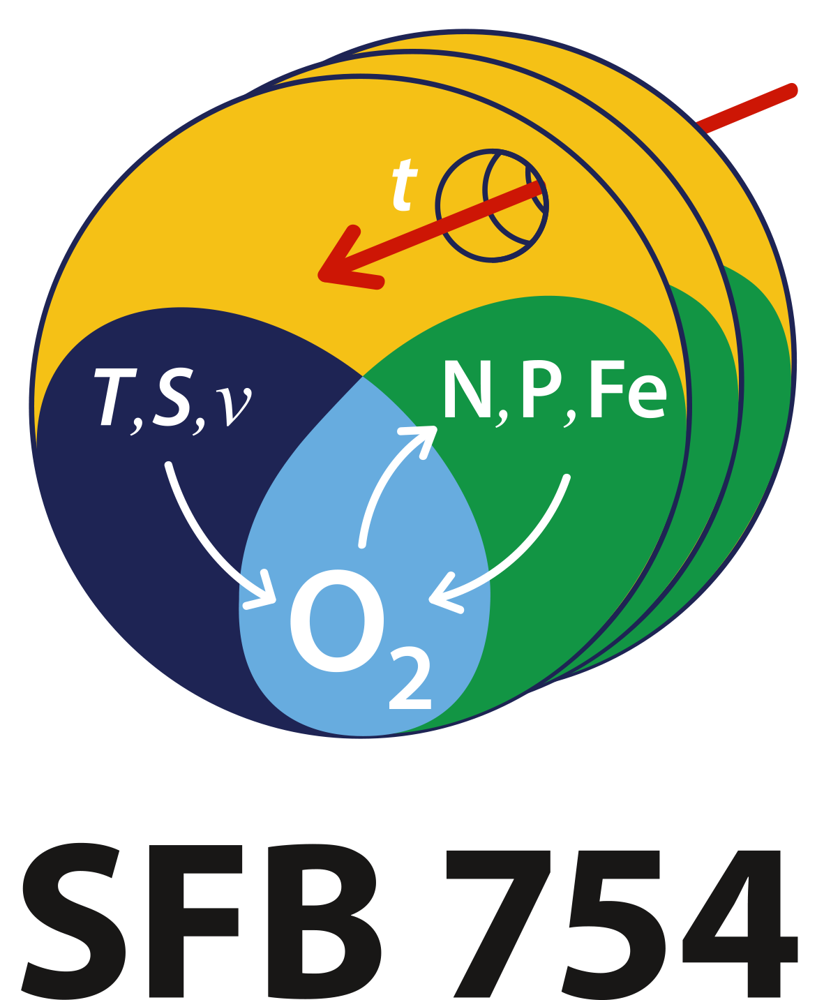 t
T,S,v N,P,Fe
O2
SFB 754